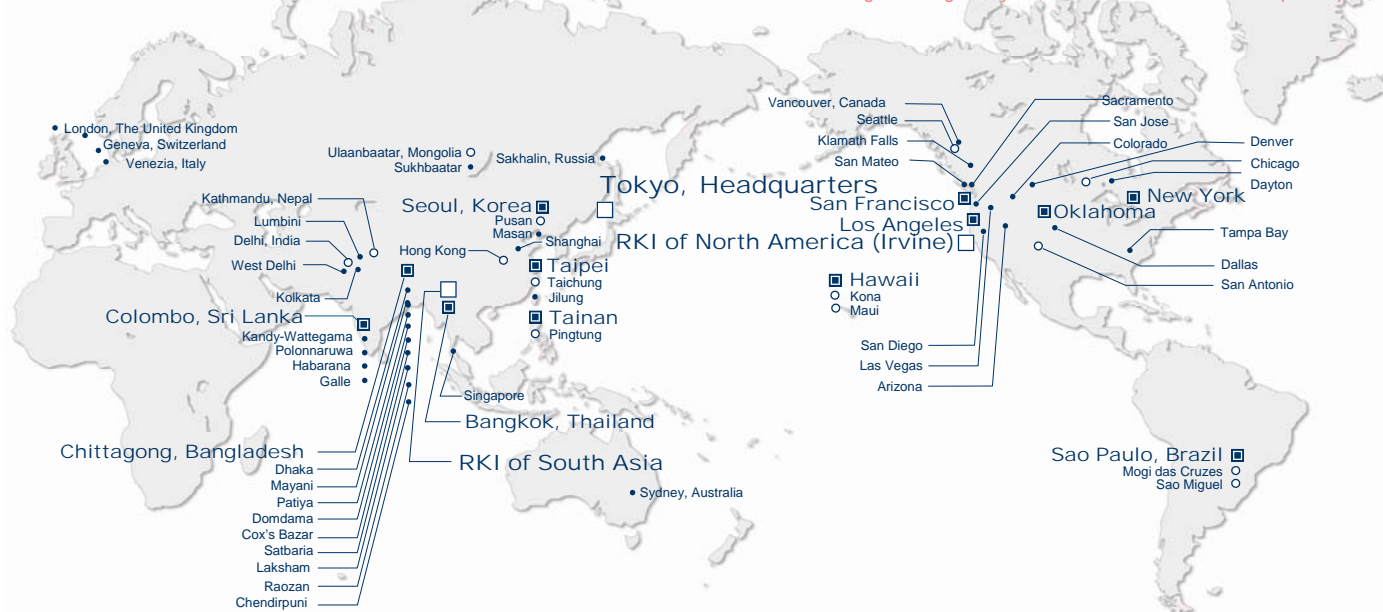 London, The United Kingdom
Geneva, Switzerland
Venezia, Italy
Ulaanbaatar, Mongolia
Sukhbaatar
Sakhalin, Russia
Tokyo, Headquarters
Kathmandu, Nepal
Lumbini
Delhi, India
West Delhi
Kolkata
Seoul, Korea
Pusan
Masan
Shanghai
Hong Kong
Taipei
Taichung
Jilung
Tainan
Pingtung
Colombo, Sri Lanka
Kandy-Wattegama
Polonnaruwa
Habarana
Galle
Singapore
Bangkok, Thailand
RKI of South Asia
Chittagong, Bangladesh
Dhaka
Mayani
Patiya
Domdama
Cox's Bazar
Satbaria
Laksham
Raozan
Chendirpuni
Sydney, Australia
Vancouver, Canada
Seattle
Klamath Falls
San Mateo
San Francisco
Los Angeles
RKI of North America (Irvine)
Hawaii
Kona
Maui
San Diego
Las Vegas
Arizona
Sacramento
San Jose
Colorado
Denver
Chicago
Dayton
New York
Oklahoma
Tampa Bay
Dallas
San Antonio
Sao Paulo, Brazil
Mogi das Cruzes
Sao Miguel